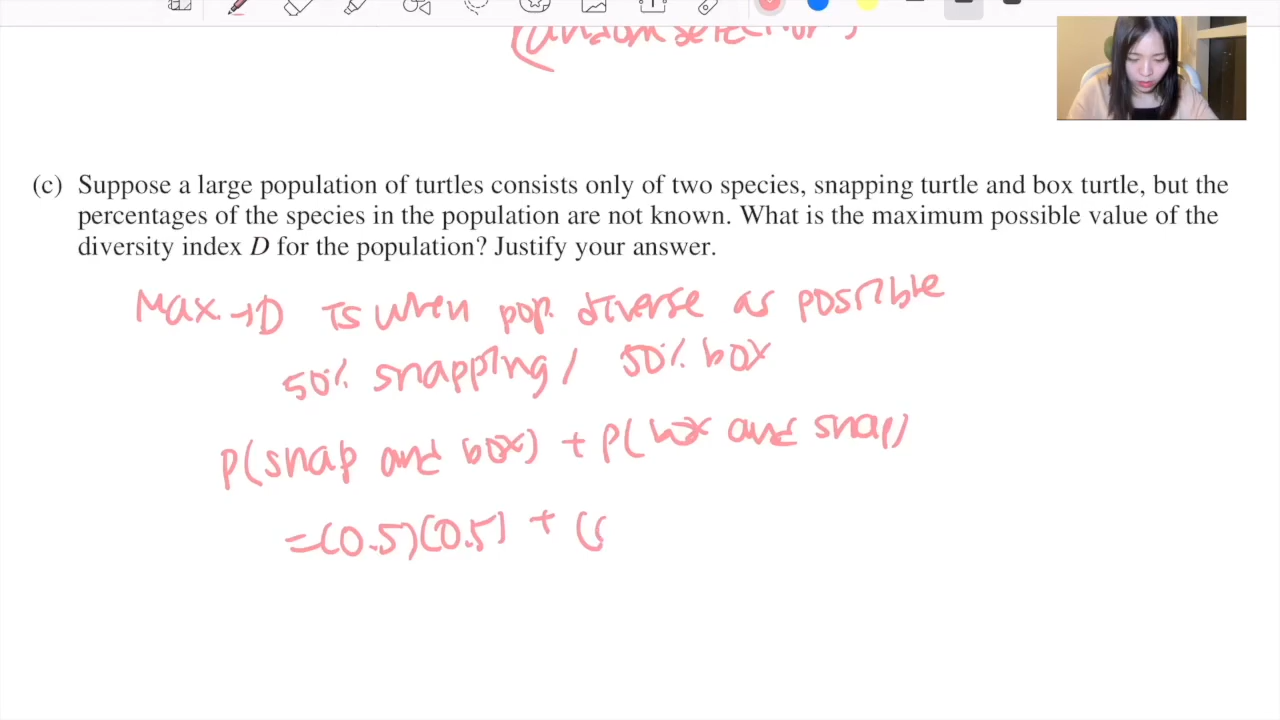 random selection)
(c) Suppose a large population of turtles consists only of two species, snapping turtle and box turtle, but the
percentages of the species in the population are not known. What is the maximum possible value of the
diversity index D for the population? Justify your answer.
Max → D is when pop. diverse as possible
50% snapping / 50% box
P(snap and box) + P(box and snap)
=(0.5)(0.5) + (